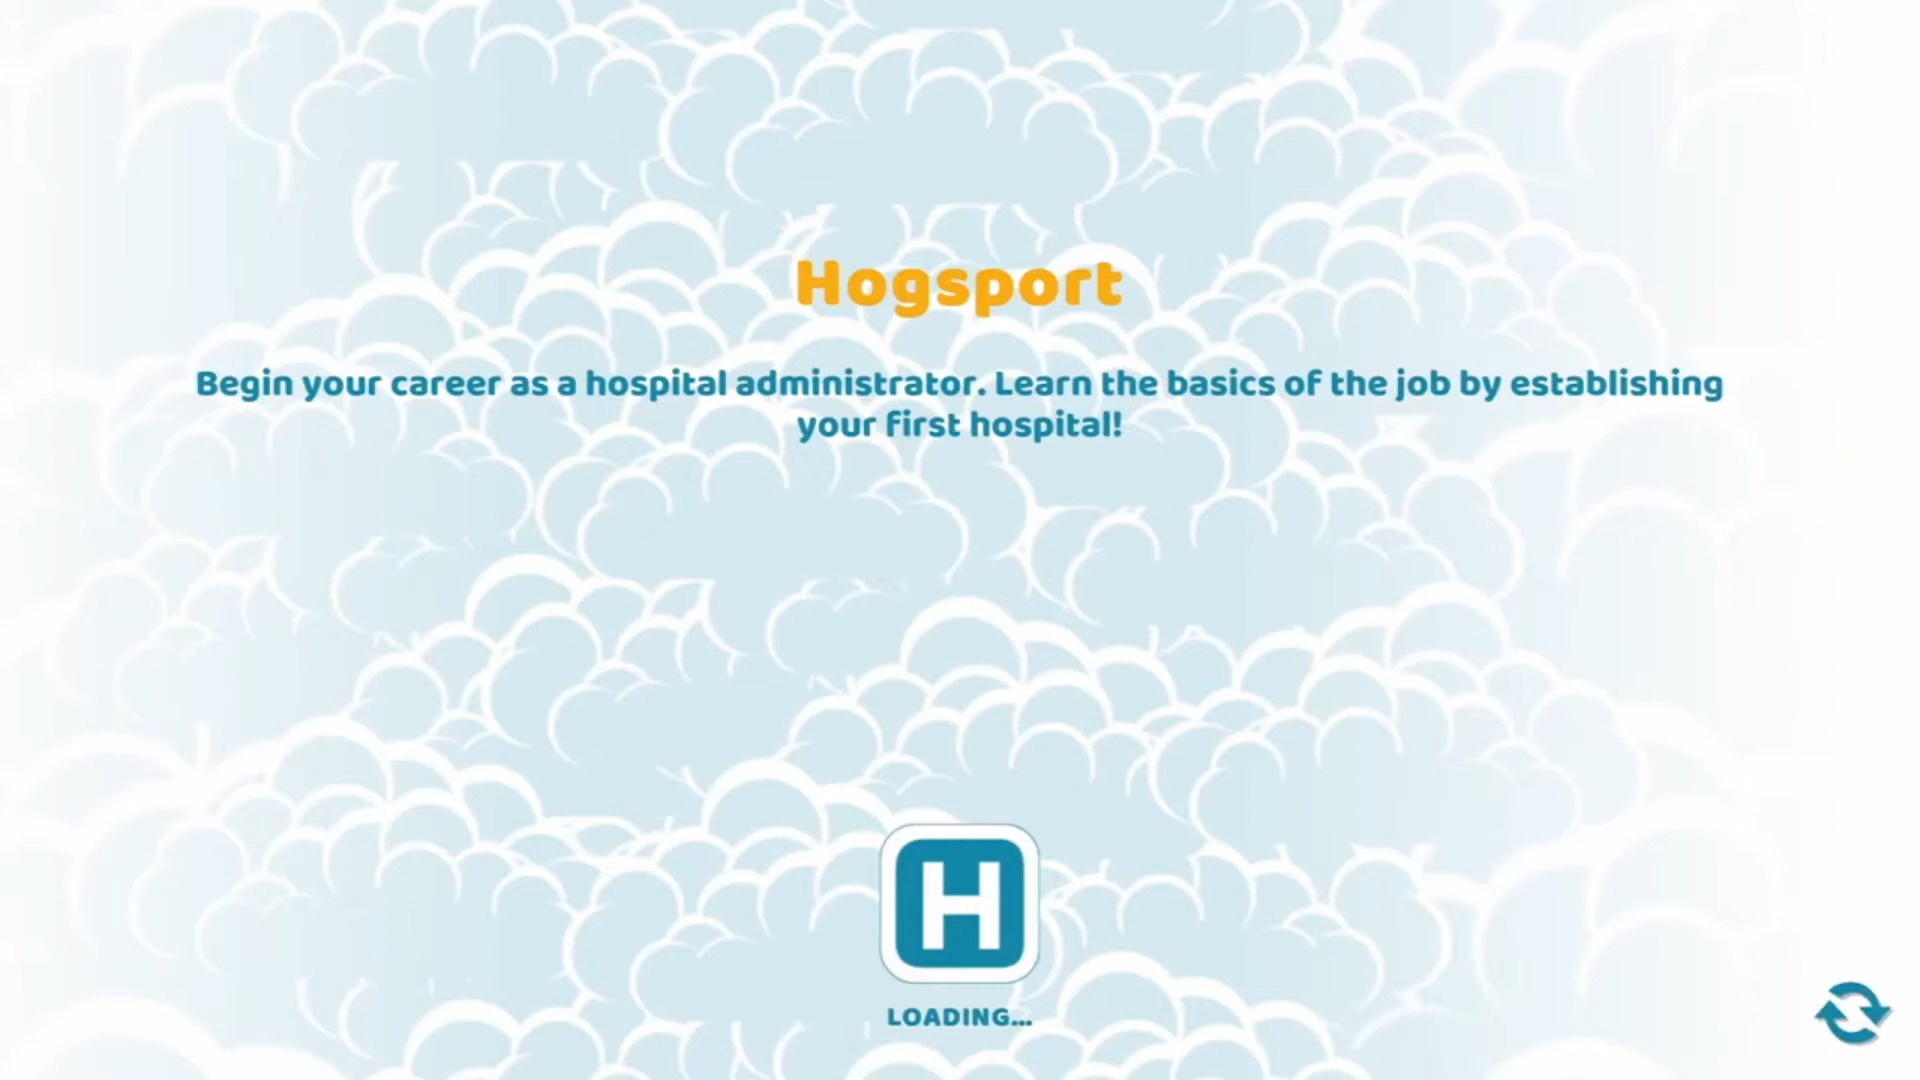 Hogsport
Begin your career as a hospital administrator. Learn the basics of the job by establishing
your first hospital!
H
LOADING...